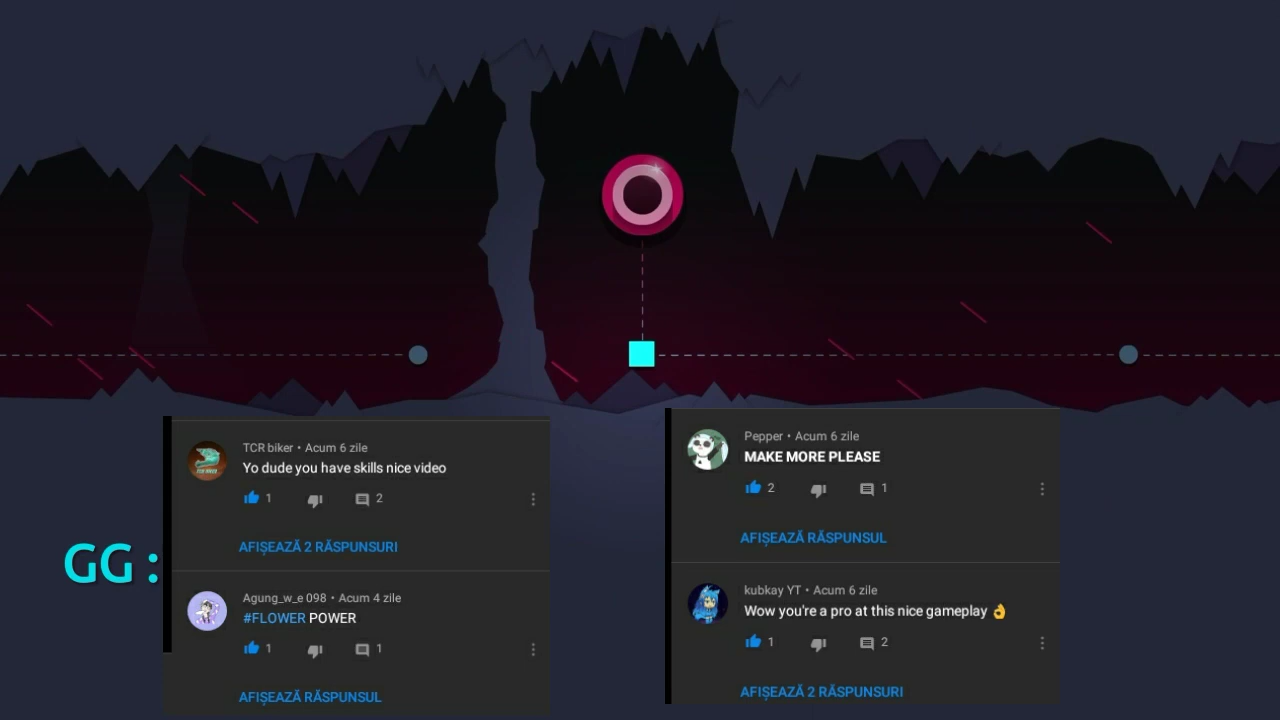 GG :
TCR biker • Acum 6 zile
Yo dude you have skills nice video
1
2
AFIȘEAZĂ 2 RĂSPUNSURI
Agung_w_e 098 • Acum 4 zile
#FLOWER POWER
1
1
AFIȘEAZĂ RĂSPUNSUL
Pepper • Acum 6 zile
MAKE MORE PLEASE
2
1
AFIȘEAZĂ RĂSPUNSUL
kubkay YT • Acum 6 zile
Wow you're a pro at this nice gameplay 👌
1
2
AFIȘEAZĂ 2 RĂSPUNSURI